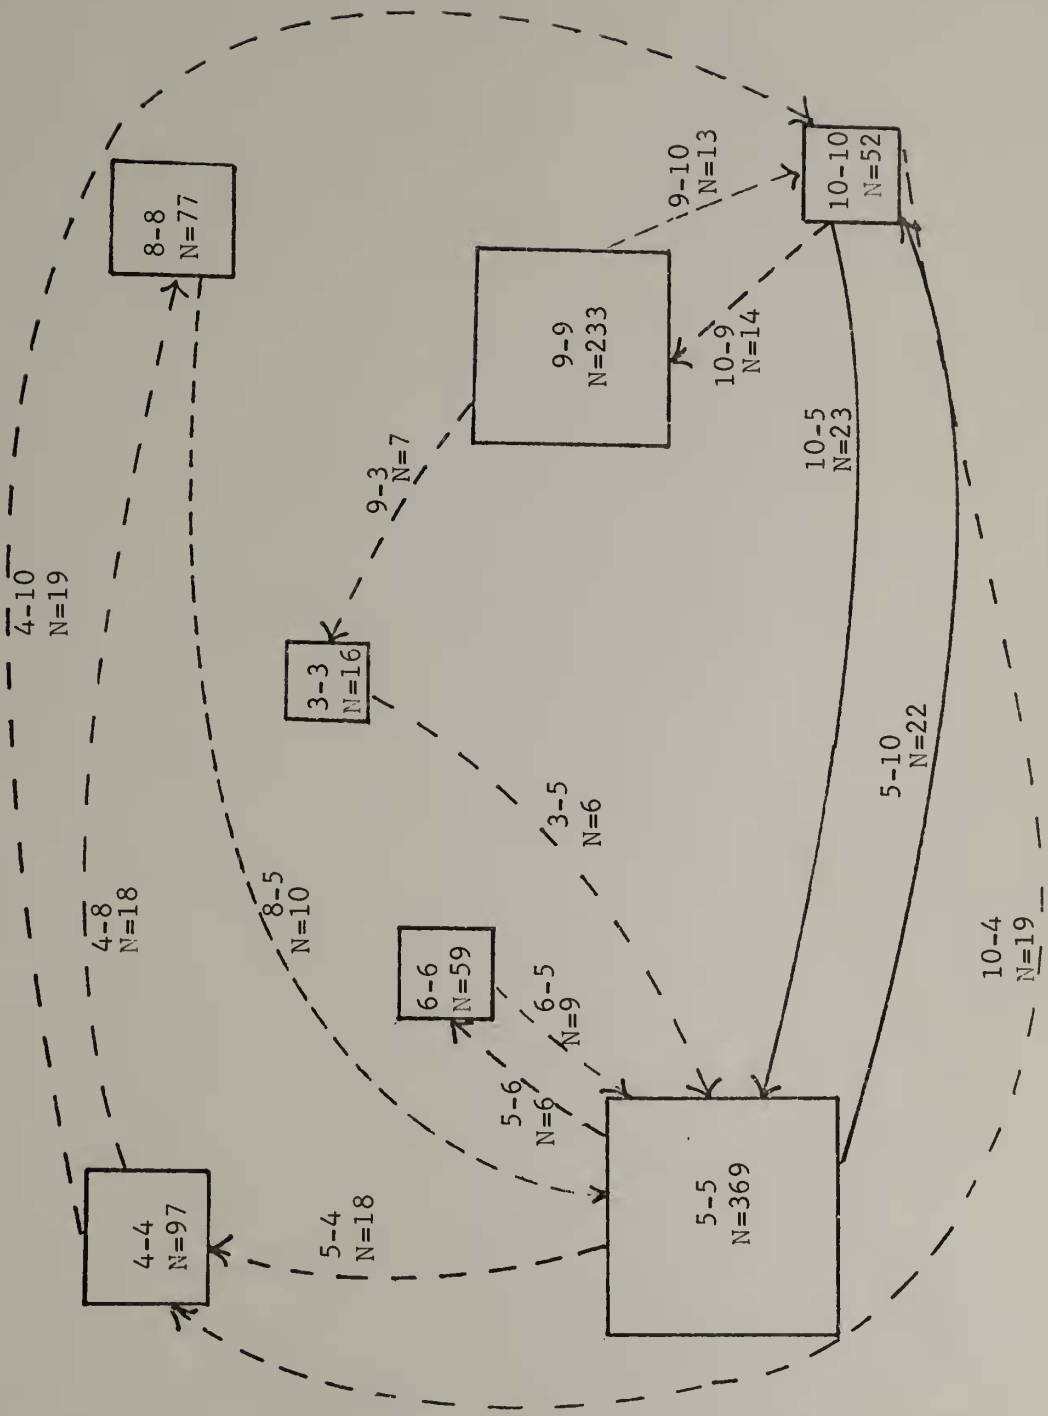 4-10
N=19
8-8
N=77
4-8
N=18
4-4
N=97
9-10
N=13
10-10
N=52
9-9
N=233
10-9
N=14
9-3
N=7
3-3
N=16
10-5
N=23
8-5
N=10
3-5
N=6
6-6
N=59
6-5
N=9
5-6
N=6
5-4
N=18
5-5
N=369
5-10
N=22
10-4
N=19